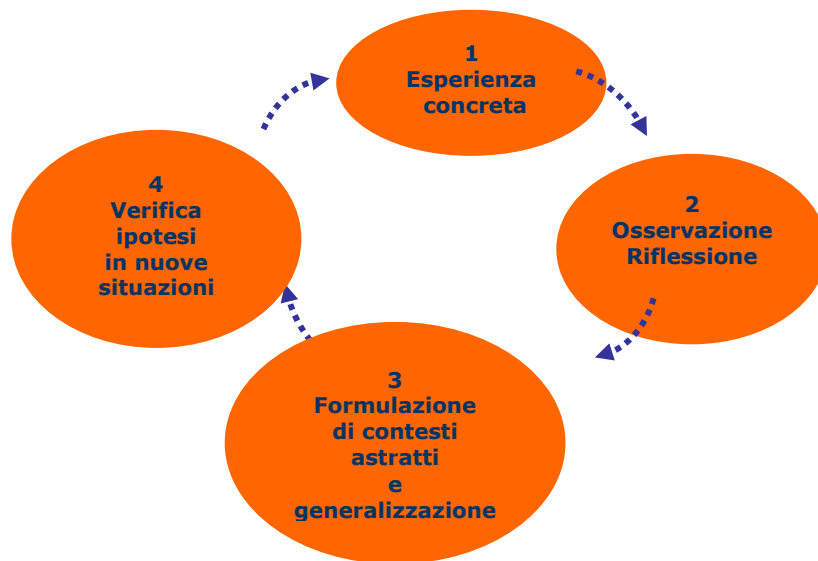 1
Esperienza
concreta
2
Osservazione
Riflessione
3
Formulazione
di contesti
astratti
e
generalizzazione
4
Verifica
ipotesi
in nuove
situazioni